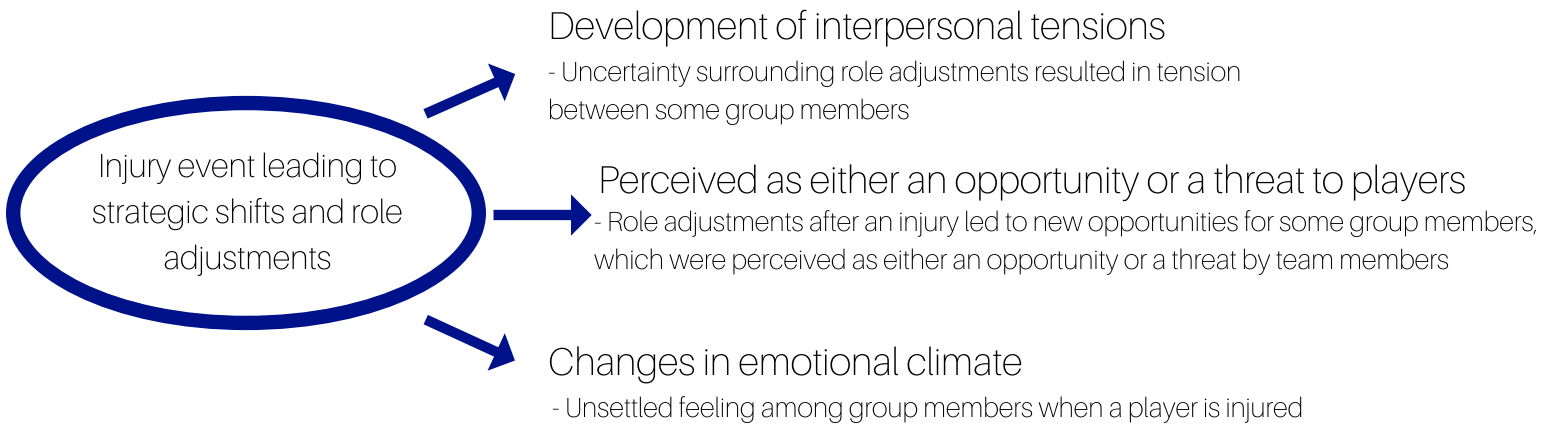 Injury event leading to
strategic shifts and role
adjustments
Development of interpersonal tensions
- Uncertainty surrounding role adjustments resulted in tension
between some group members
Perceived as either an opportunity or a threat to players
- Role adjustments after an injury led to new opportunities for some group members,
which were perceived as either an opportunity or a threat by team members
Changes in emotional climate
- Unsettled feeling among group members when a player is injured